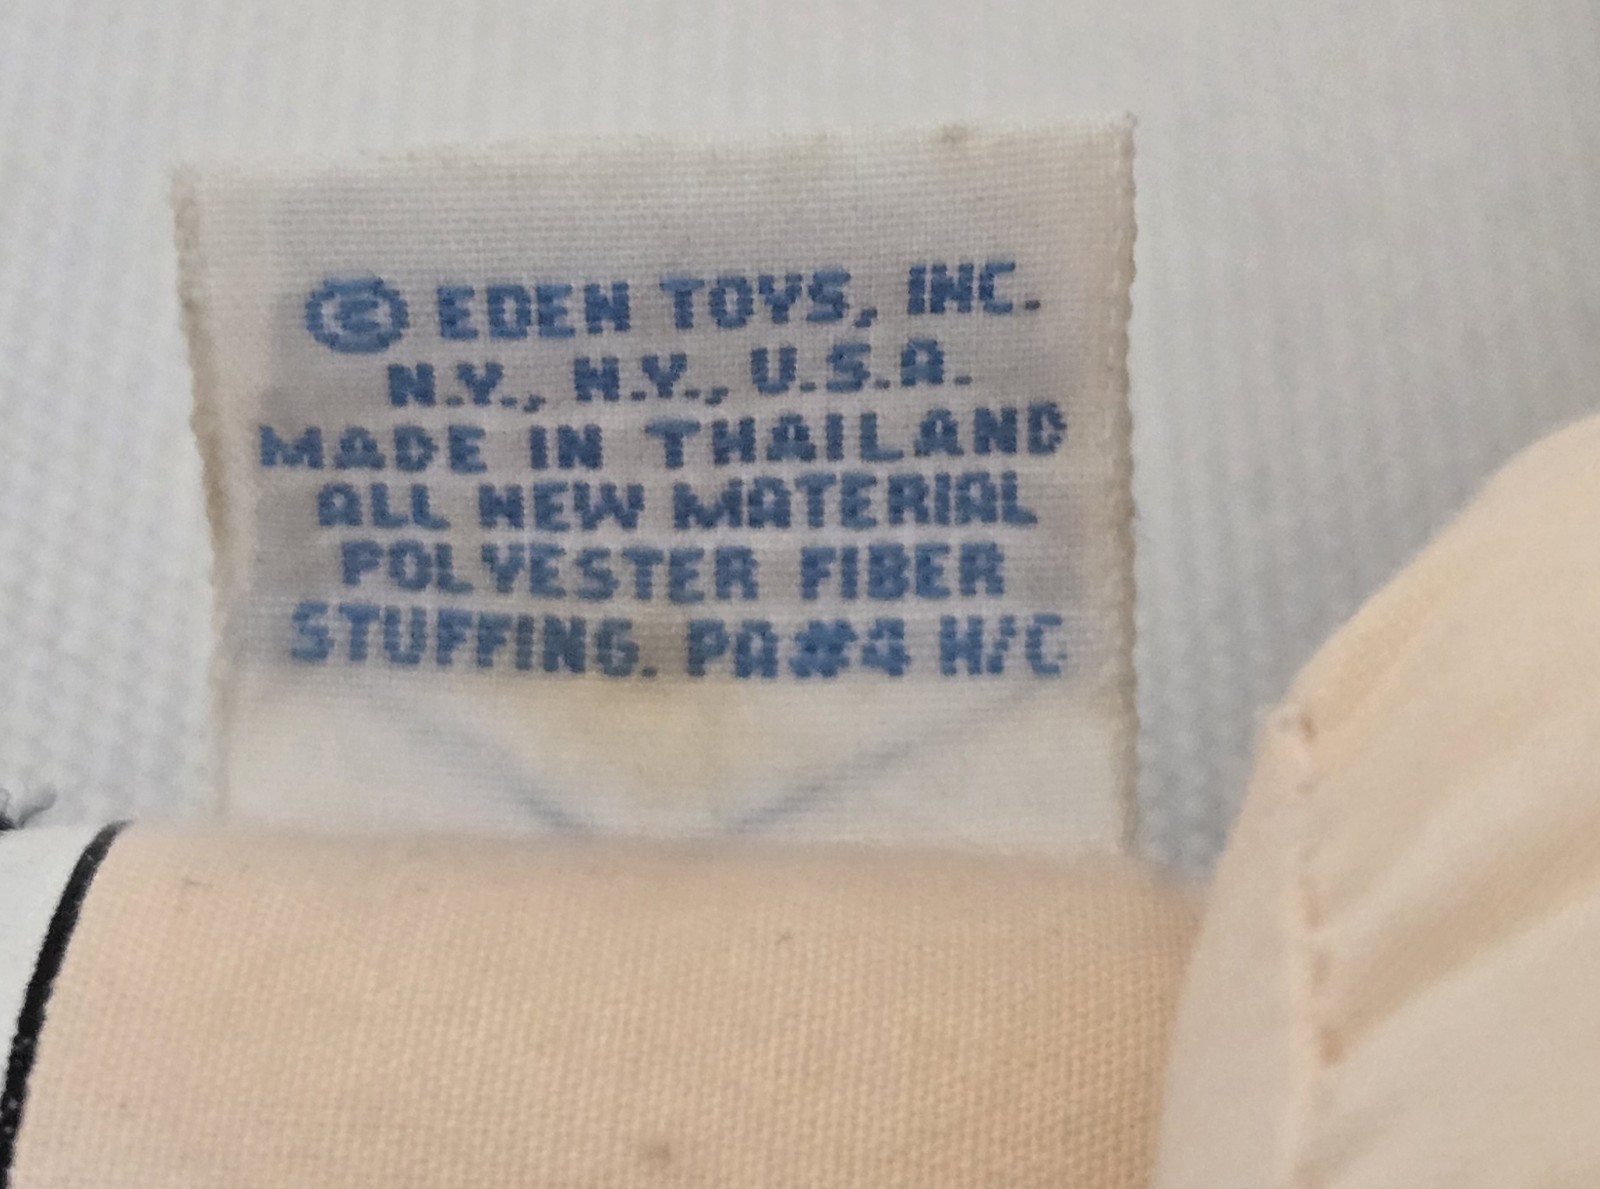 © EDEN TOYS, INC.
N.Y., N.Y., U.S.A.
MADE IN THAILAND
ALL NEW MATERIAL
POLYESTER FIBER
STUFFING. PA#4 H/C